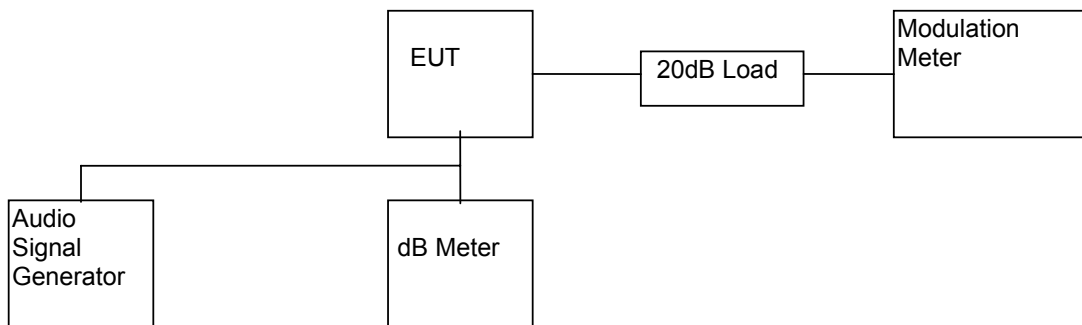 EUT
20dB Load
Modulation
Meter
Audio
Signal
Generator
dB Meter